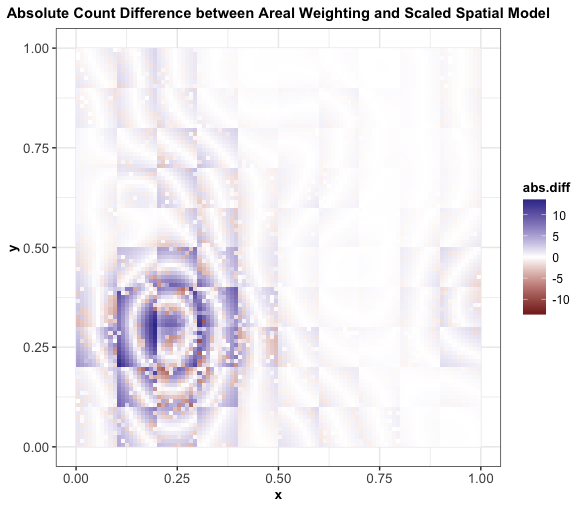 Absolute Count Difference between Areal Weighting and Scaled Spatial Model
1.00
0.75
0.50
0.25
0.00
y
0.00 0.25 0.50 0.75 1.00
x
abs.diff
10
5
0
-5
-10